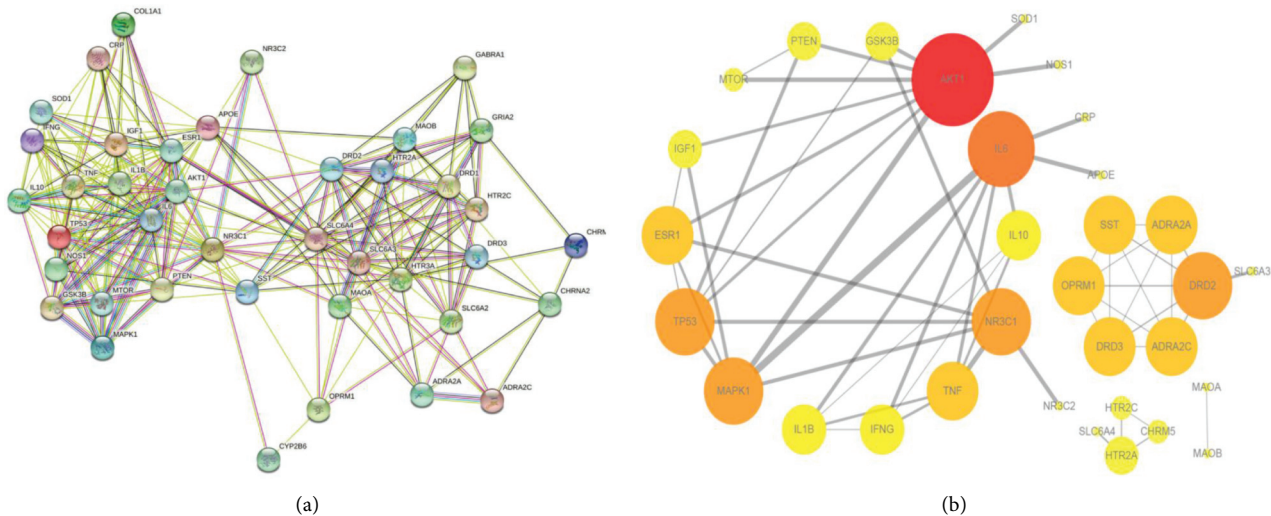 COL1A1
CRP
NR3C2
GABRA1
SOD1
IFNG
IGF1
ESR1
APOE
MAOB
GRIA2
TNF
IL1B
AKT1
DRD2
HTR2A
DRD1
IL10
IL6
HTR2C
TP53
NR3C1
SLC6A4
NOS1
SLC6A3
DRD3
HTR3A
PTEN
SST
GSK3B
MTOR
MAOA
CHRNA2
SLC6A2
MAPK1
ADRA2A
ADRA2C
OPRM1
CYP2B6
(a)
SOD1
PTEN
GSK3B
NOS1
MTOR
AKT1
CRP
IGF1
IL6
APOE
ESR1
IL10
SST
ADRA2A
OPRM1
DRD2
SLC6A3
TP53
NR3C1
DRD3
ADRA2C
MAPK1
TNF
NR3C2
MAOA
HTR2C
IL1B
IFNG
SLC6A4
CHRM5
HTR2A
MAOB
(b)